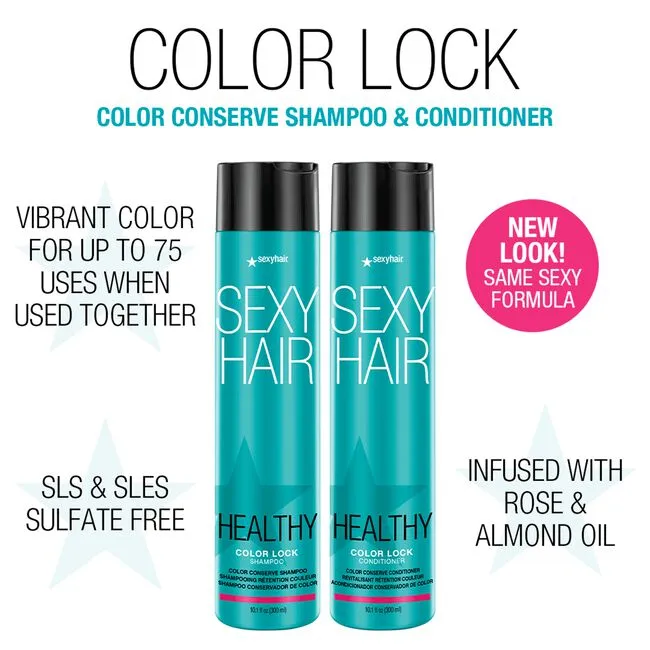 COLOR LOCK
COLOR CONSERVE SHAMPOO & CONDITIONER
VIBRANT COLOR
FOR UP TO 75
USES WHEN
USED TOGETHER
NEW
LOOK!
SAME SEXY
FORMULA
SLS & SLES
SULFATE FREE
INFUSED WITH
ROSE &
ALMOND OIL
sexyhair
SEXY
HAIR
HEALTHY
COLOR LOCK
SHAMPOO
COLOR CONSERVE SHAMPOO
SHAMPOOING RÉTENTION COULEUR
SHAMPOO CONSERVADOR DE COLOR
10.1 fl oz (300 ml)
sexyhair
SEXY
HAIR
HEALTHY
COLOR LOCK
CONDITIONER
COLOR CONSERVE CONDITIONER
REVITALISANT RÉTENTION COULEUR
ACONDICIONADOR CONSERVADOR DE COLOR
10.1 fl oz (300 ml)